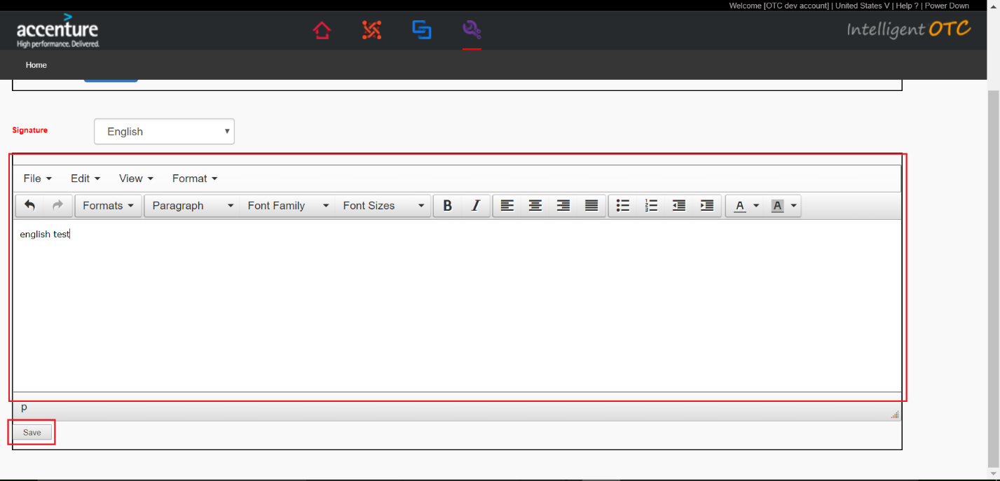 Welcome [OTC dev account] | United States V | Help ? | Power Down
accenture
High performance. Delivered.
Intelligent OTC
Home
Signature
English
File Edit View Format
Formats Paragraph Font Family Font Sizes B I A A
english test
p
Save